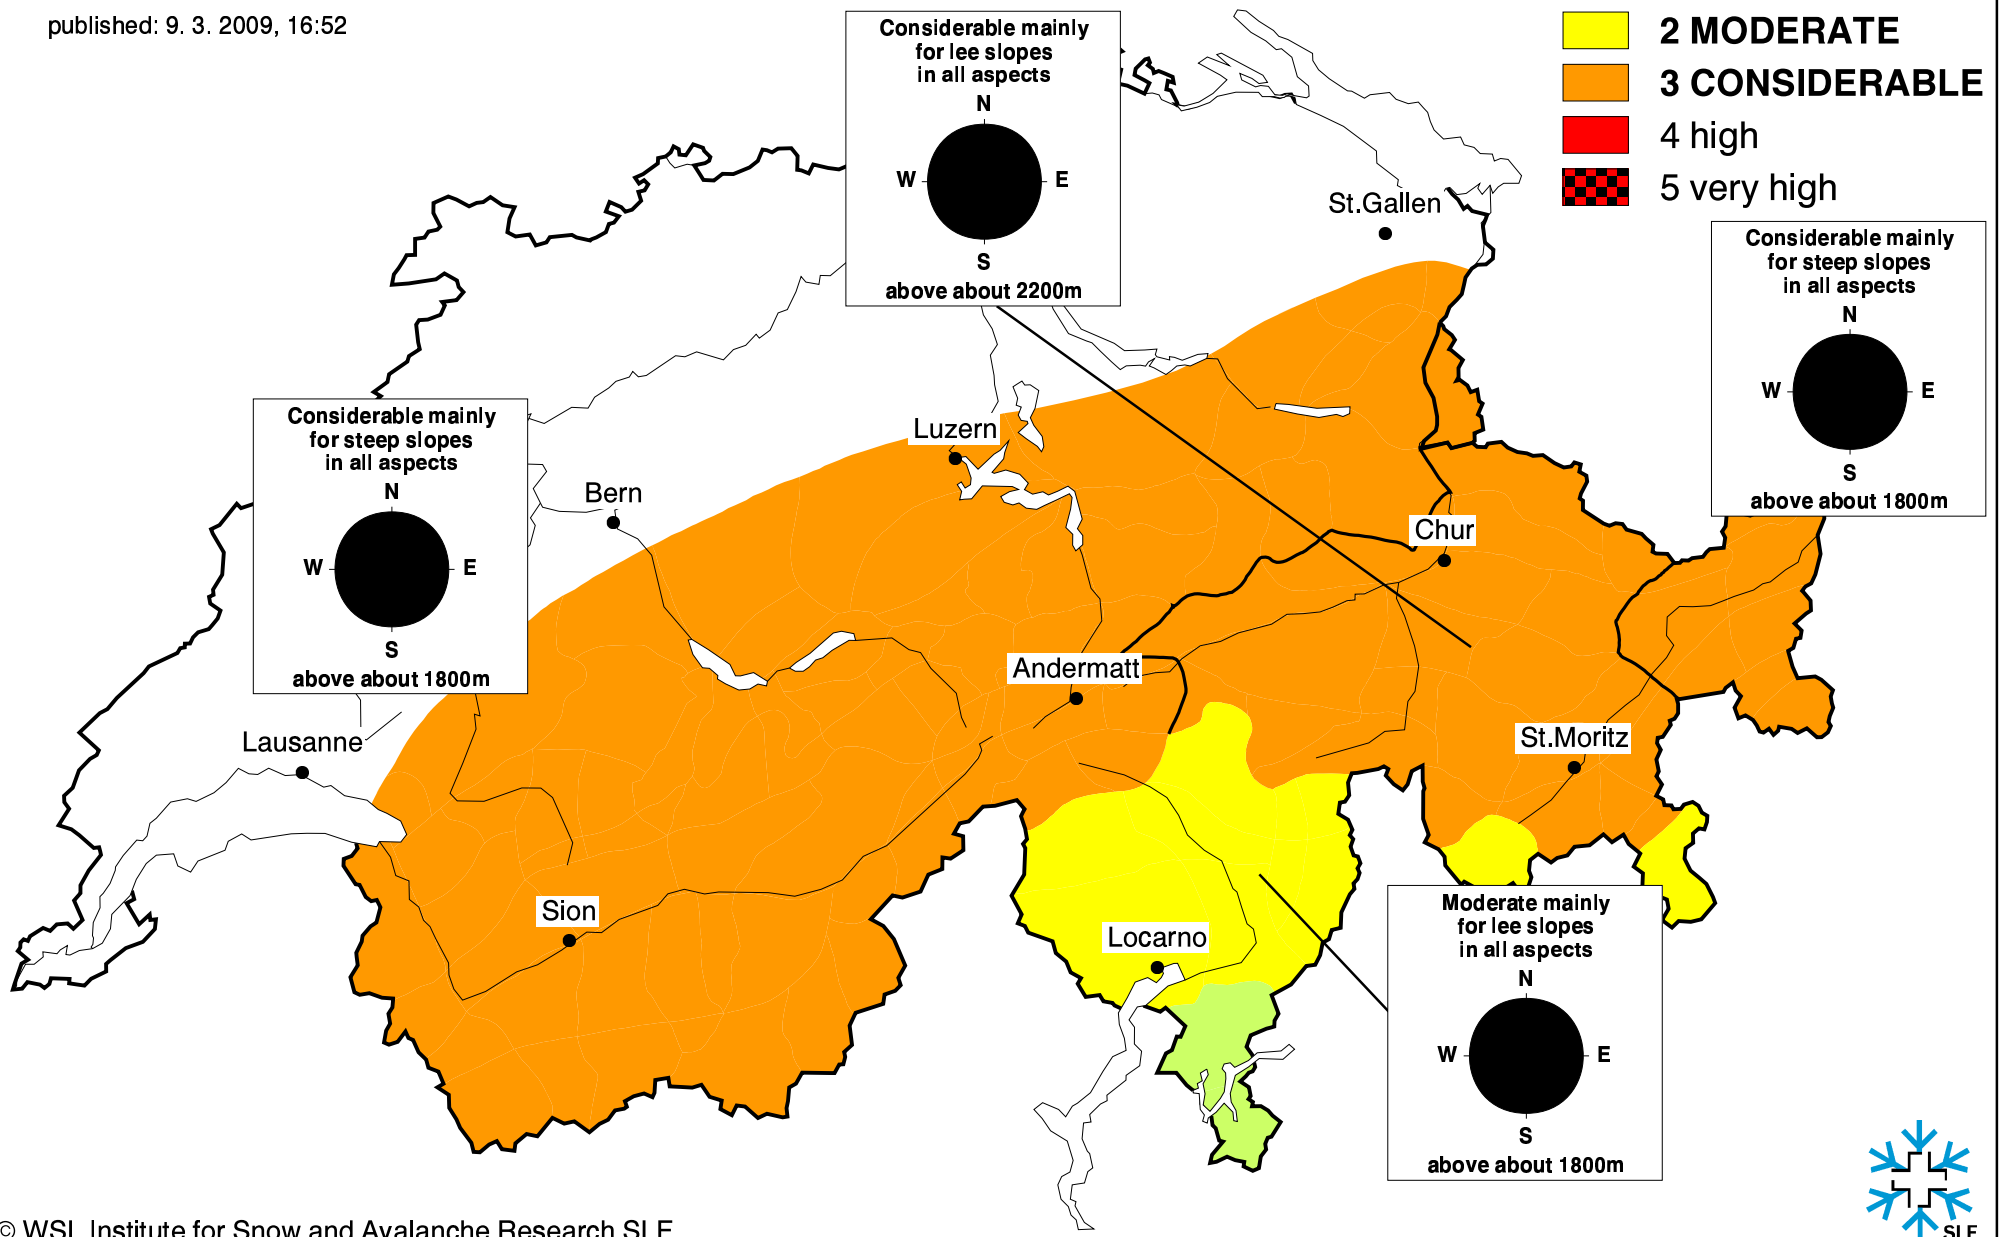 published: 9. 3. 2009, 16:52
2 MODERATE
3 CONSIDERABLE
4 high
5 very high
Considerable mainly
for lee slopes
in all aspects
N
W
E
S
above about 2200m
St.Gallen
Considerable mainly
for steep slopes
in all aspects
N
W
E
S
above about 1800m
Considerable mainly
for steep slopes
in all aspects
N
W
E
S
above about 1800m
Luzern
Bern
Chur
Andermatt
Lausanne
St.Moritz
Sion
Locarno
Moderate mainly
for lee slopes
in all aspects
N
W
E
S
above about 1800m
© WSL Institute for Snow and Avalanche Research SLF
SLF